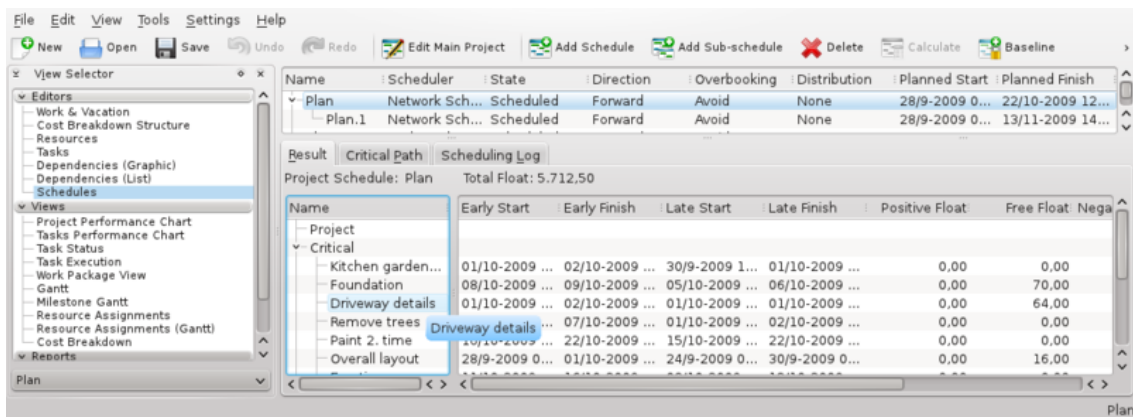 File Edit View Tools Settings Help
New Open Save Undo Redo Edit Main Project Add Schedule Add Sub-schedule Delete Calculate Baseline
View Selector
Editors
Work & Vacation
Cost Breakdown Structure
Resources
Tasks
Dependencies (Graphic)
Dependencies (List)
Schedules
Views
Project Performance Chart
Tasks Performance Chart
Task Status
Task Execution
Work Package View
Gantt
Milestone Gantt
Resource Assignments
Resource Assignments (Gantt)
Cost Breakdown
Reports
Plan
Name Scheduler State Direction Overbooking Distribution Planned Start Planned Finish
Plan Network Sch... Scheduled Forward Avoid None 28/9-2009 0... 22/10-2009 12...
Plan.1 Network Sch... Scheduled Forward Avoid None 28/9-2009 0... 13/11-2009 14...
Result Critical Path Scheduling Log
Project Schedule: Plan Total Float: 5.712,50
Name Early Start Early Finish Late Start Late Finish Positive Float Free Float Nega
Project
Critical
Kitchen garden... 01/10-2009 ... 02/10-2009 ... 30/9-2009 1... 01/10-2009 ... 0,00 0,00
Foundation 08/10-2009 ... 09/10-2009 ... 05/10-2009 ... 06/10-2009 ... 0,00 70,00
Driveway details 01/10-2009 ... 02/10-2009 ... 01/10-2009 ... 01/10-2009 ... 0,00 64,00
Remove trees 07/10-2009 ... 01/10-2009 ... 02/10-2009 ... 0,00 0,00
Driveway details
Paint 2. time 22/10-2009 ... 15/10-2009 ... 22/10-2009 ... 0,00 0,00
Overall layout 28/9-2009 0... 01/10-2009 ... 24/9-2009 0... 30/9-2009 0... 0,00 16,00
Plan